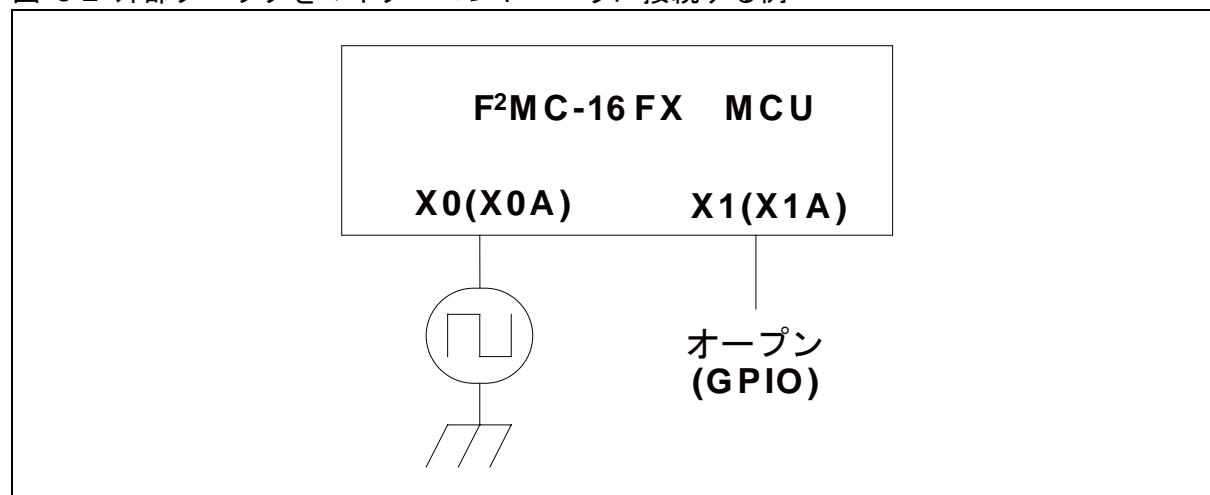 F²MC-16FX MCU
X0(X0A) X1(X1A)
オープン
(GPIO)